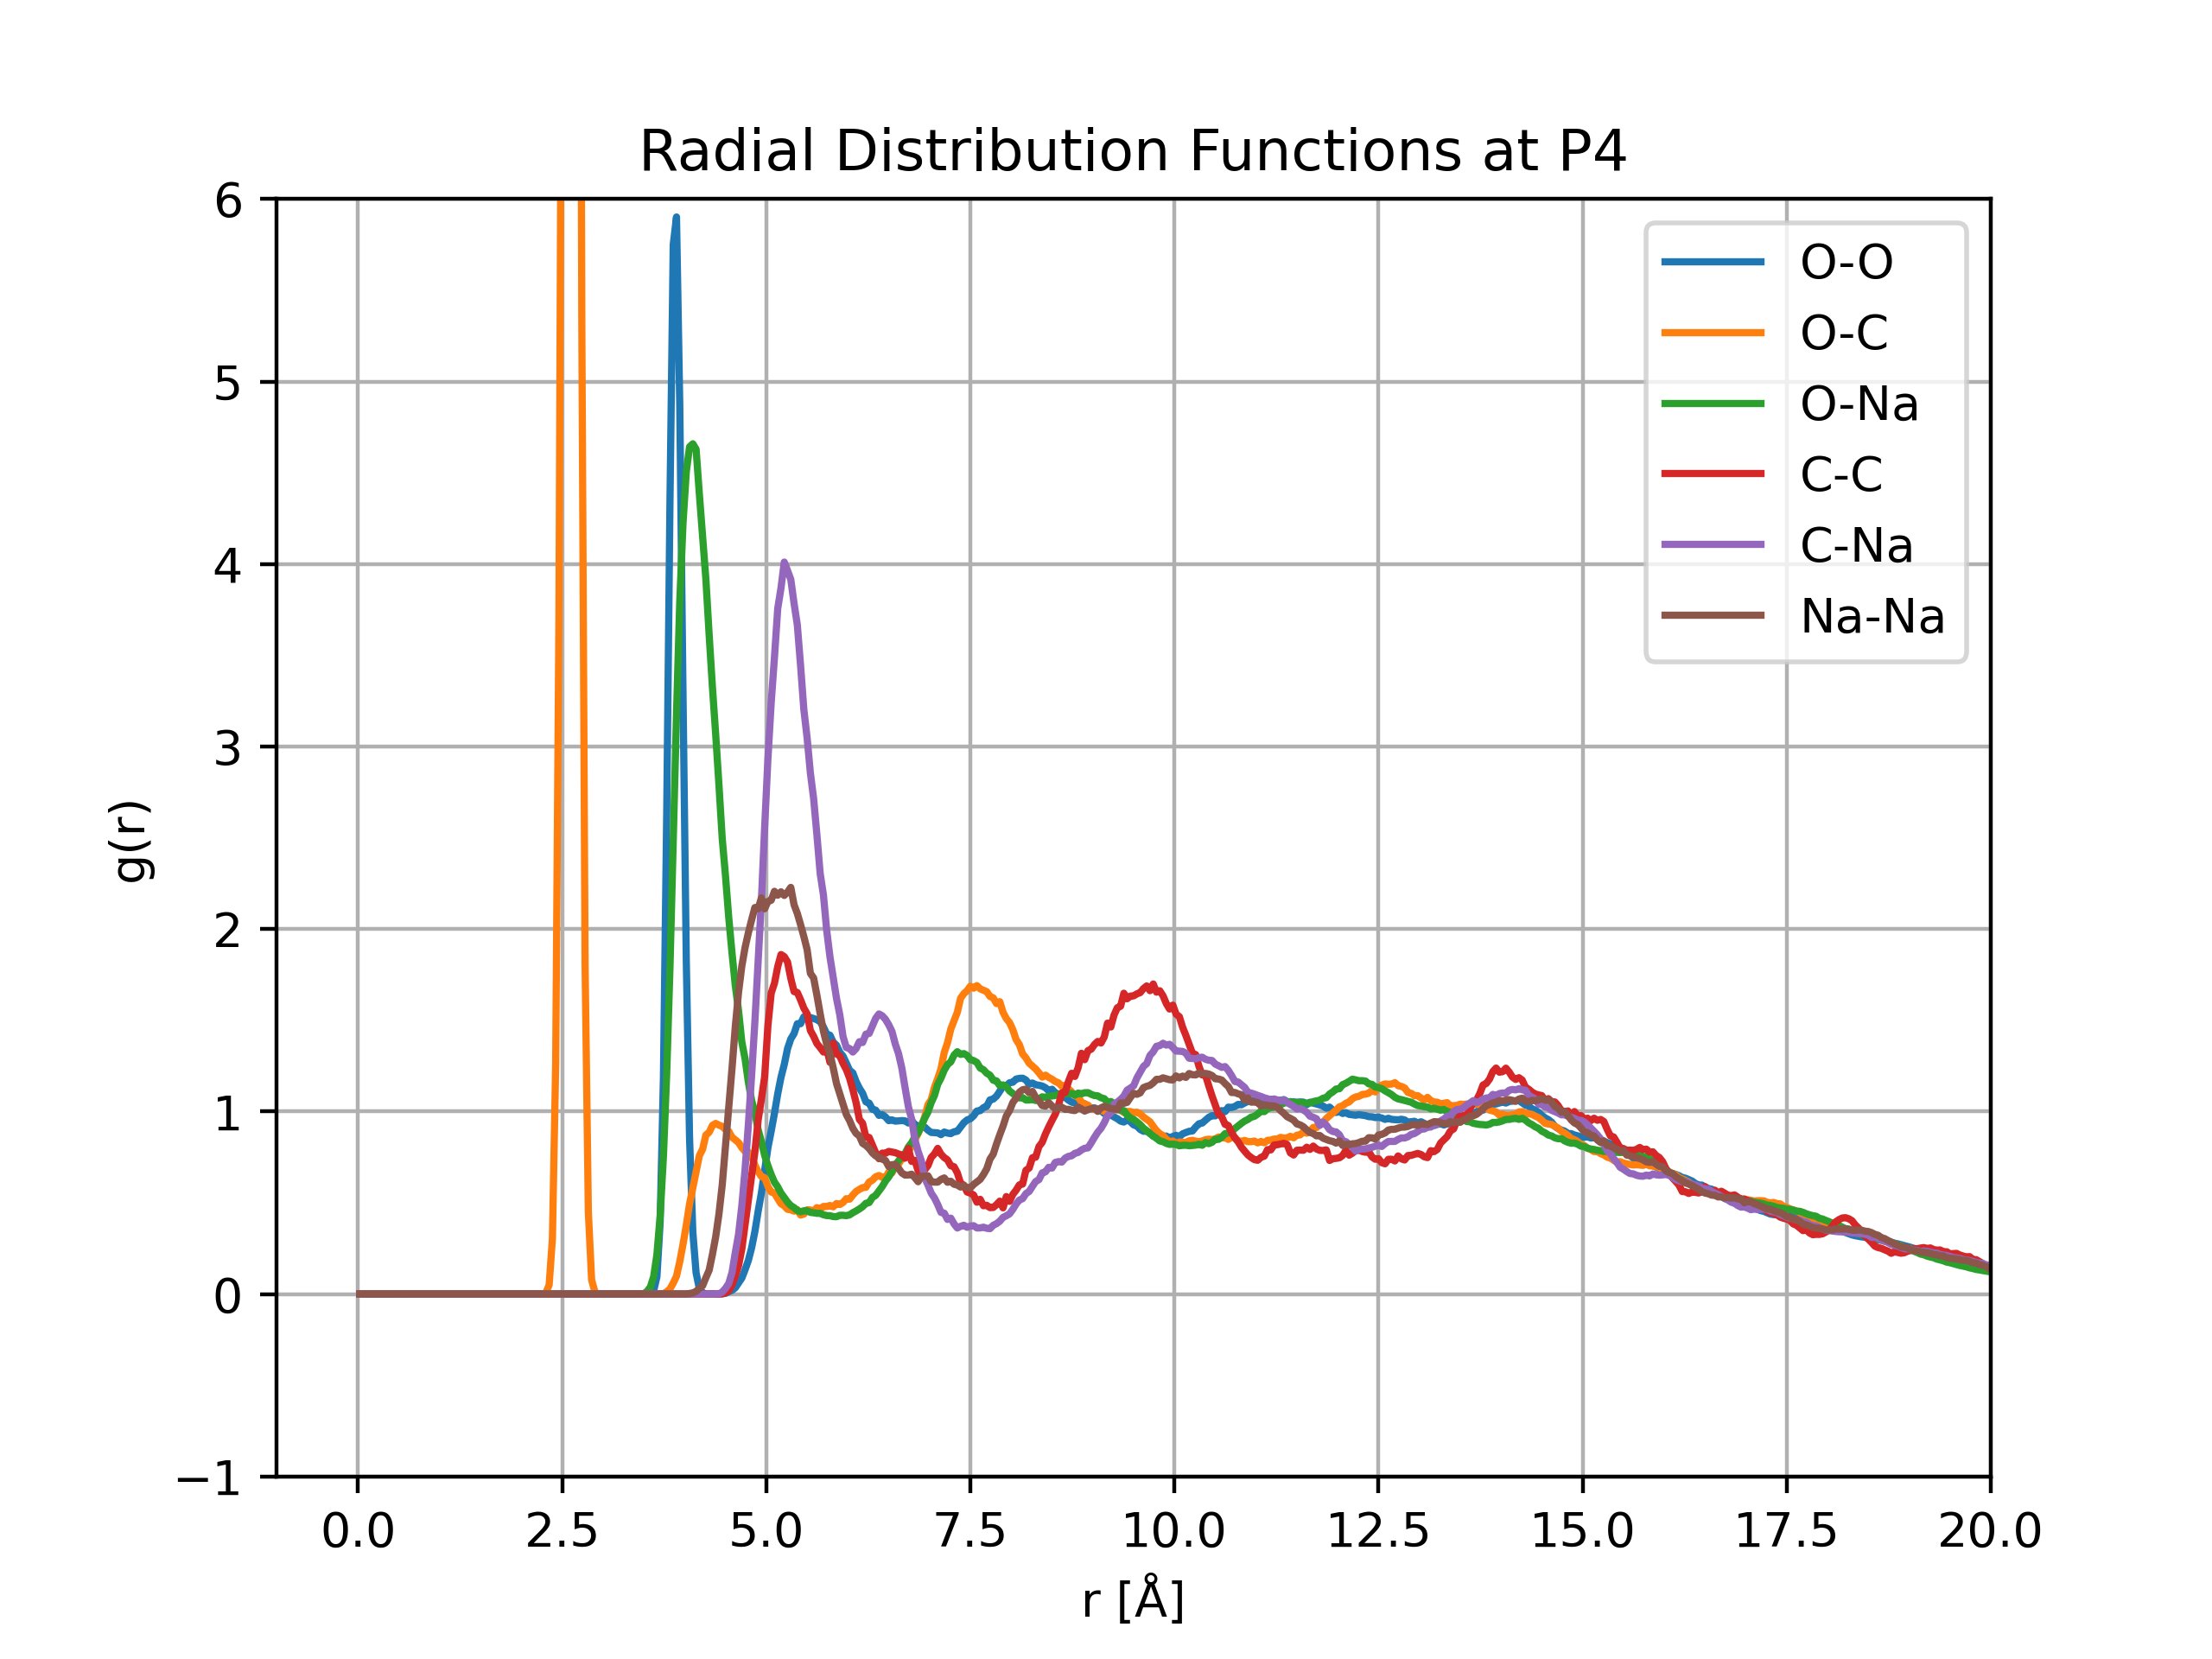 Radial Distribution Functions at P4
6
5
4
3
2
1
0
−1
g(r)
O-O
O-C
O-Na
C-C
C-Na
Na-Na
0.0 2.5 5.0 7.5 10.0 12.5 15.0 17.5 20.0
r [Å]